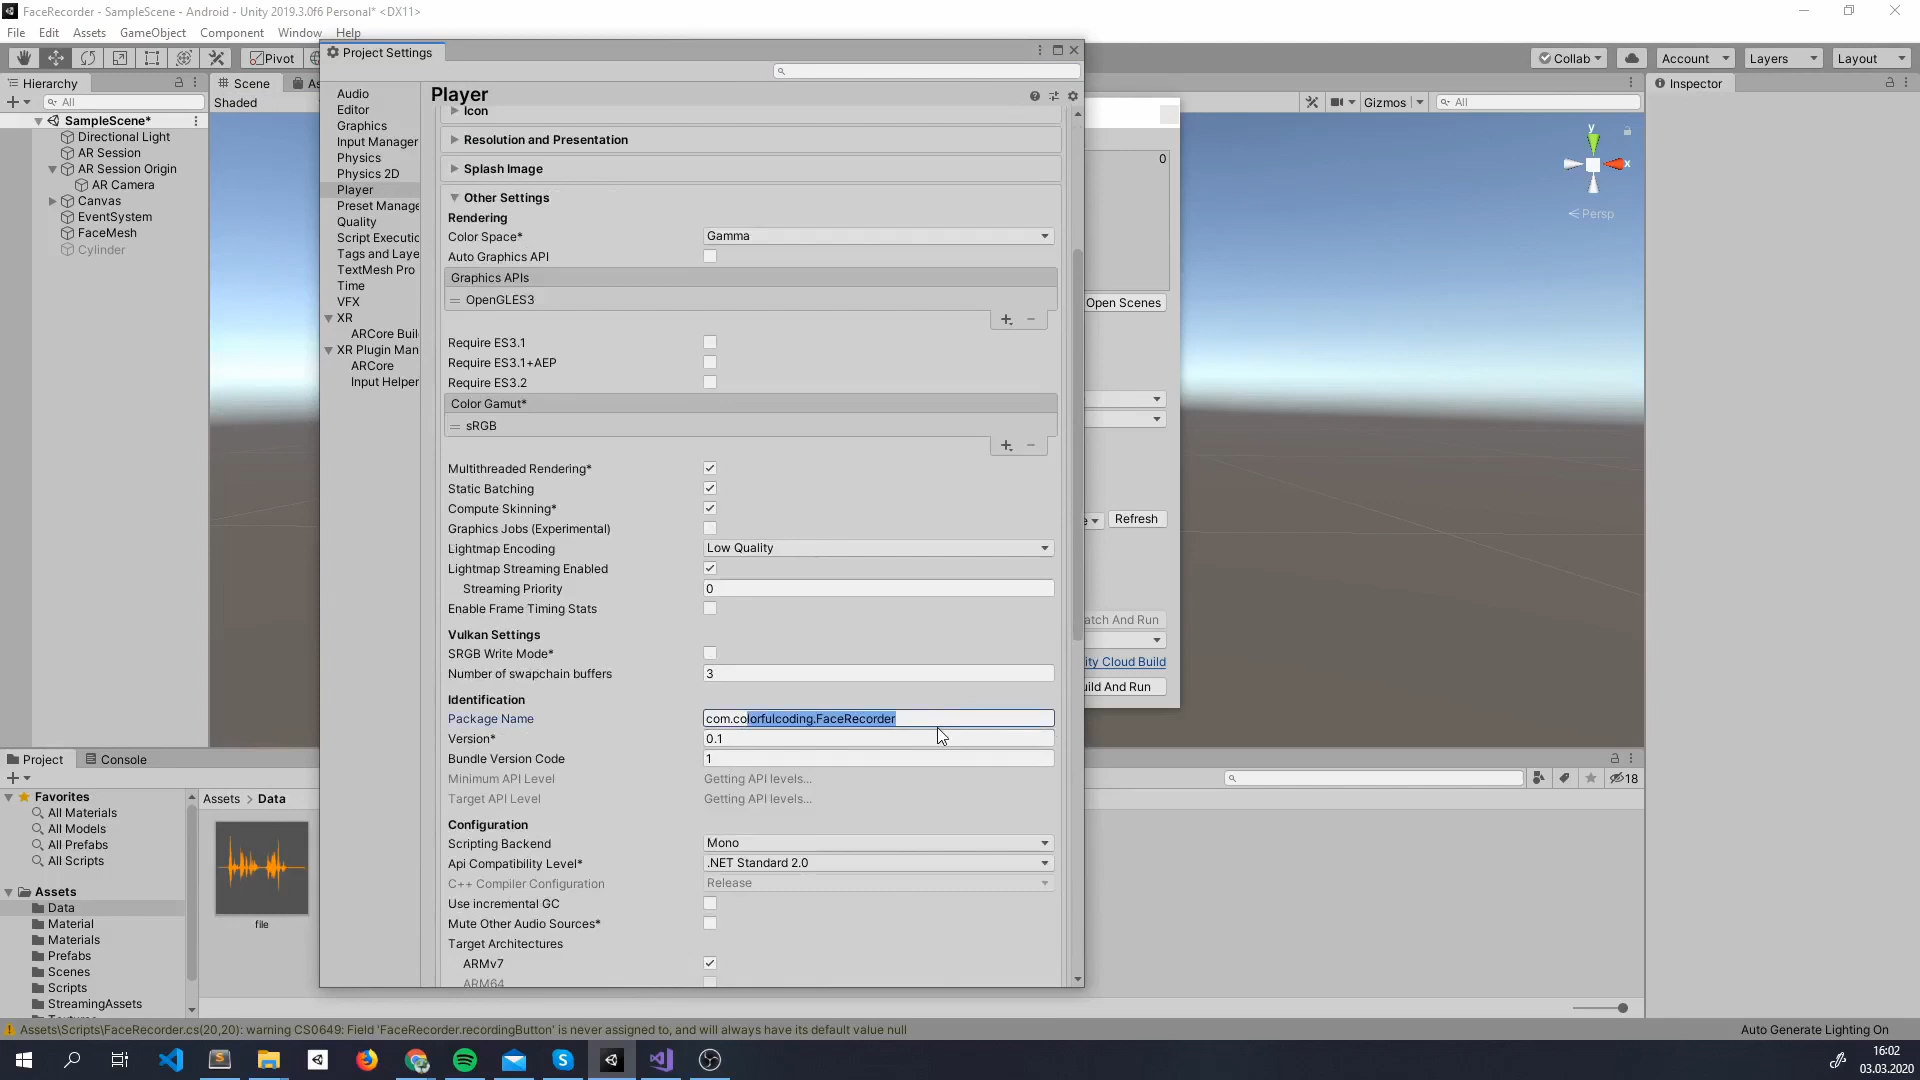 FaceRecorder - SampleScene - Android - Unity 2019.3.0f6 Personal* <DX11>
File Edit Assets GameObject Component Window Help
Pivot Collab Account Layers Layout
Project Settings
Hierarchy Scene As Inspector
All Shaded Gizmos All
Player
SampleScene*
Directional Light
AR Session
AR Session Origin
AR Camera
Canvas
EventSystem
FaceMesh
Cylinder
Audio
Editor
Graphics
Input Manager
Physics
Physics 2D
Player
Preset Manage
Quality
Script Executio
Tags and Laye
TextMesh Pro
Time
VFX
XR
ARCore Buil
XR Plugin Man
ARCore
Input Helper
Icon
Resolution and Presentation
Splash Image
Other Settings
Rendering
Color Space* Gamma
Auto Graphics API
Graphics APIs
= OpenGLES3
+ −
Require ES3.1
Require ES3.1+AEP
Require ES3.2
Color Gamut*
= sRGB
+ −
Multithreaded Rendering*
Static Batching
Compute Skinning*
Graphics Jobs (Experimental)
Lightmap Encoding Low Quality
Lightmap Streaming Enabled
Streaming Priority 0
Enable Frame Timing Stats
Vulkan Settings
SRGB Write Mode*
Number of swapchain buffers 3
Identification
Package Name com.colorfulcoding.FaceRecorder
Version* 0.1
Bundle Version Code 1
Minimum API Level Getting API levels...
Target API Level Getting API levels...
Configuration
Scripting Backend Mono
Api Compatibility Level* .NET Standard 2.0
C++ Compiler Configuration Release
Use incremental GC
Mute Other Audio Sources*
Target Architectures
ARMv7
ARM64
0
Open Scenes
Refresh
atch And Run
ity Cloud Build
uild And Run
y
x
Persp
Project Console
18
Favorites
All Materials
All Models
All Prefabs
All Scripts
Assets
Data
Material
Materials
Prefabs
Scenes
Scripts
StreamingAssets
Assets > Data
file
Assets\Scripts\FaceRecorder.cs(20,20): warning CS0649: Field 'FaceRecorder.recordingButton' is never assigned to, and will always have its default value null
Auto Generate Lighting On
16:02
03.03.2020